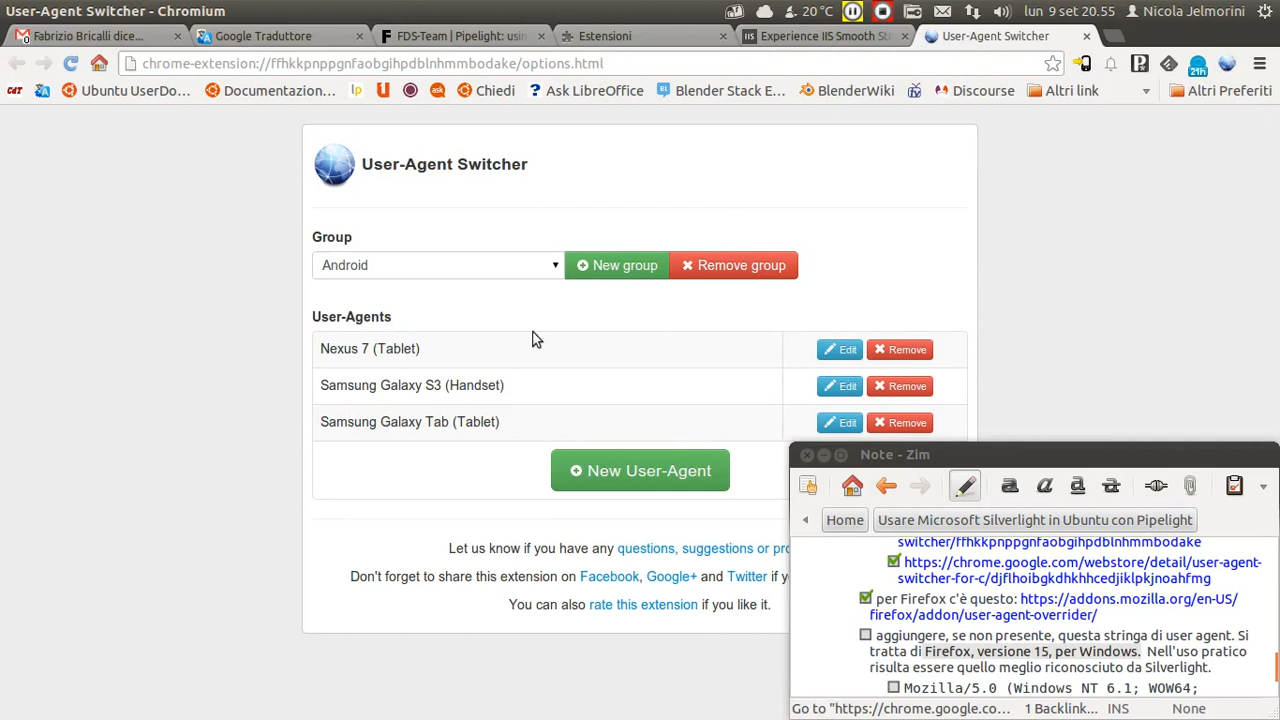 User-Agent Switcher - Chromium
20 °C
lun 9 set 20.55
Nicola Jelmorini
Fabrizio Bricalli dice...
Google Traduttore
FDS-Team | Pipelight: usin
Estensioni
Experience IIS Smooth Str
User-Agent Switcher
chrome-extension://ffhkkpnppgnfaobgihpdblnhmmbodake/options.html
21h
CAT
Ubuntu UserDo...
Documentazion...
lp
Chiedi
Ask LibreOffice
Blender Stack E...
BlenderWiki
Discourse
Altri link
Altri Preferiti
User-Agent Switcher
Group
Android
New group
Remove group
User-Agents
Nexus 7 (Tablet)
Edit
Remove
Samsung Galaxy S3 (Handset)
Edit
Remove
Samsung Galaxy Tab (Tablet)
Edit
Remove
New User-Agent
Let us know if you have any questions, suggestions or pro
Don't forget to share this extension on Facebook, Google+ and Twitter if yo
You can also rate this extension if you like it.
Note - Zim
Home
Usare Microsoft Silverlight in Ubuntu con Pipelight
switcher/ffhkkpnppgnfaobgihpdblnhmmbodake
https://chrome.google.com/webstore/detail/user-agent-
switcher-for-c/djflhoibgkdhkhhcedjiklpkjnoahfmg
per Firefox c'è questo: https://addons.mozilla.org/en-US/
firefox/addon/user-agent-overrider/
aggiungere, se non presente, questa stringa di user agent. Si
tratta di Firefox, versione 15, per Windows. Nell'uso pratico
risulta essere quello meglio riconosciuto da Silverlight.
Mozilla/5.0 (Windows NT 6.1; WOW64;
Go to "https://chrome.google.co...
1 Backlink...
INS
None